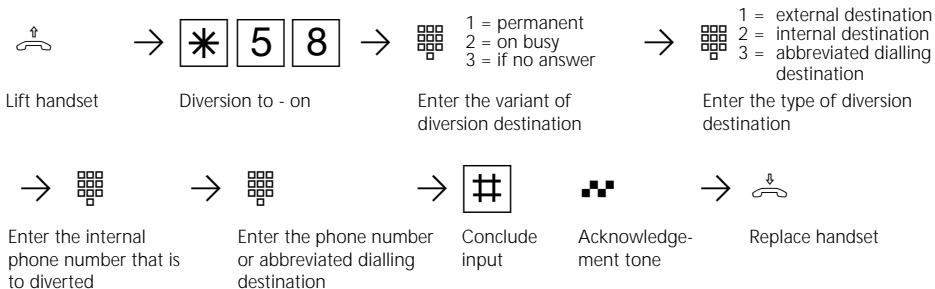 1 = permanent
2 = on busy
3 = if no answer
1 = external destination
2 = internal destination
3 = abbreviated dialling
destination
* 5 8
Lift handset
Diversion to - on
Enter the variant of
diversion destination
Enter the type of diversion
destination
#
Enter the internal
phone number that is
to diverted
Enter the phone number
or abbreviated dialling
destination
Conclude
input
Acknowledge-
ment tone
Replace handset